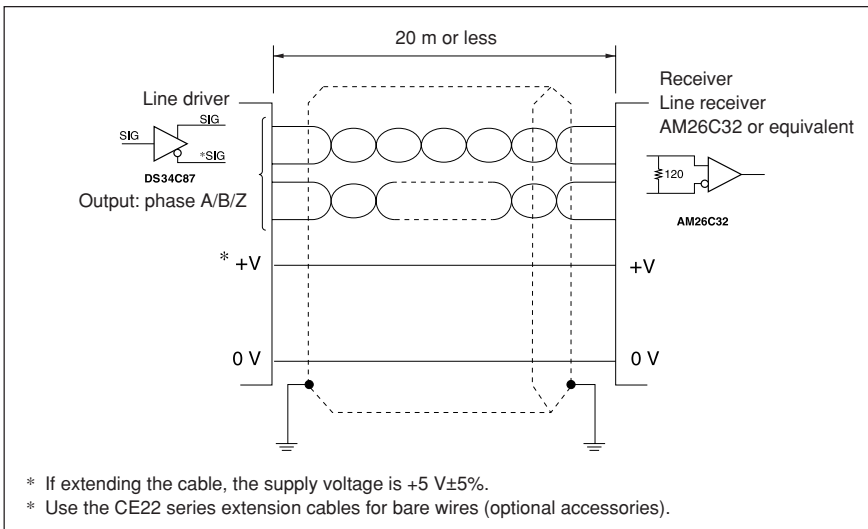 20 m or less
Line driver
SIG
SIG
*SIG
DS34C87
Output: phase A/B/Z
Receiver
Line receiver
AM26C32 or equivalent
120
AM26C32
* +V
+V
0 V
0 V
* If extending the cable, the supply voltage is +5 V±5%.
* Use the CE22 series extension cables for bare wires (optional accessories).